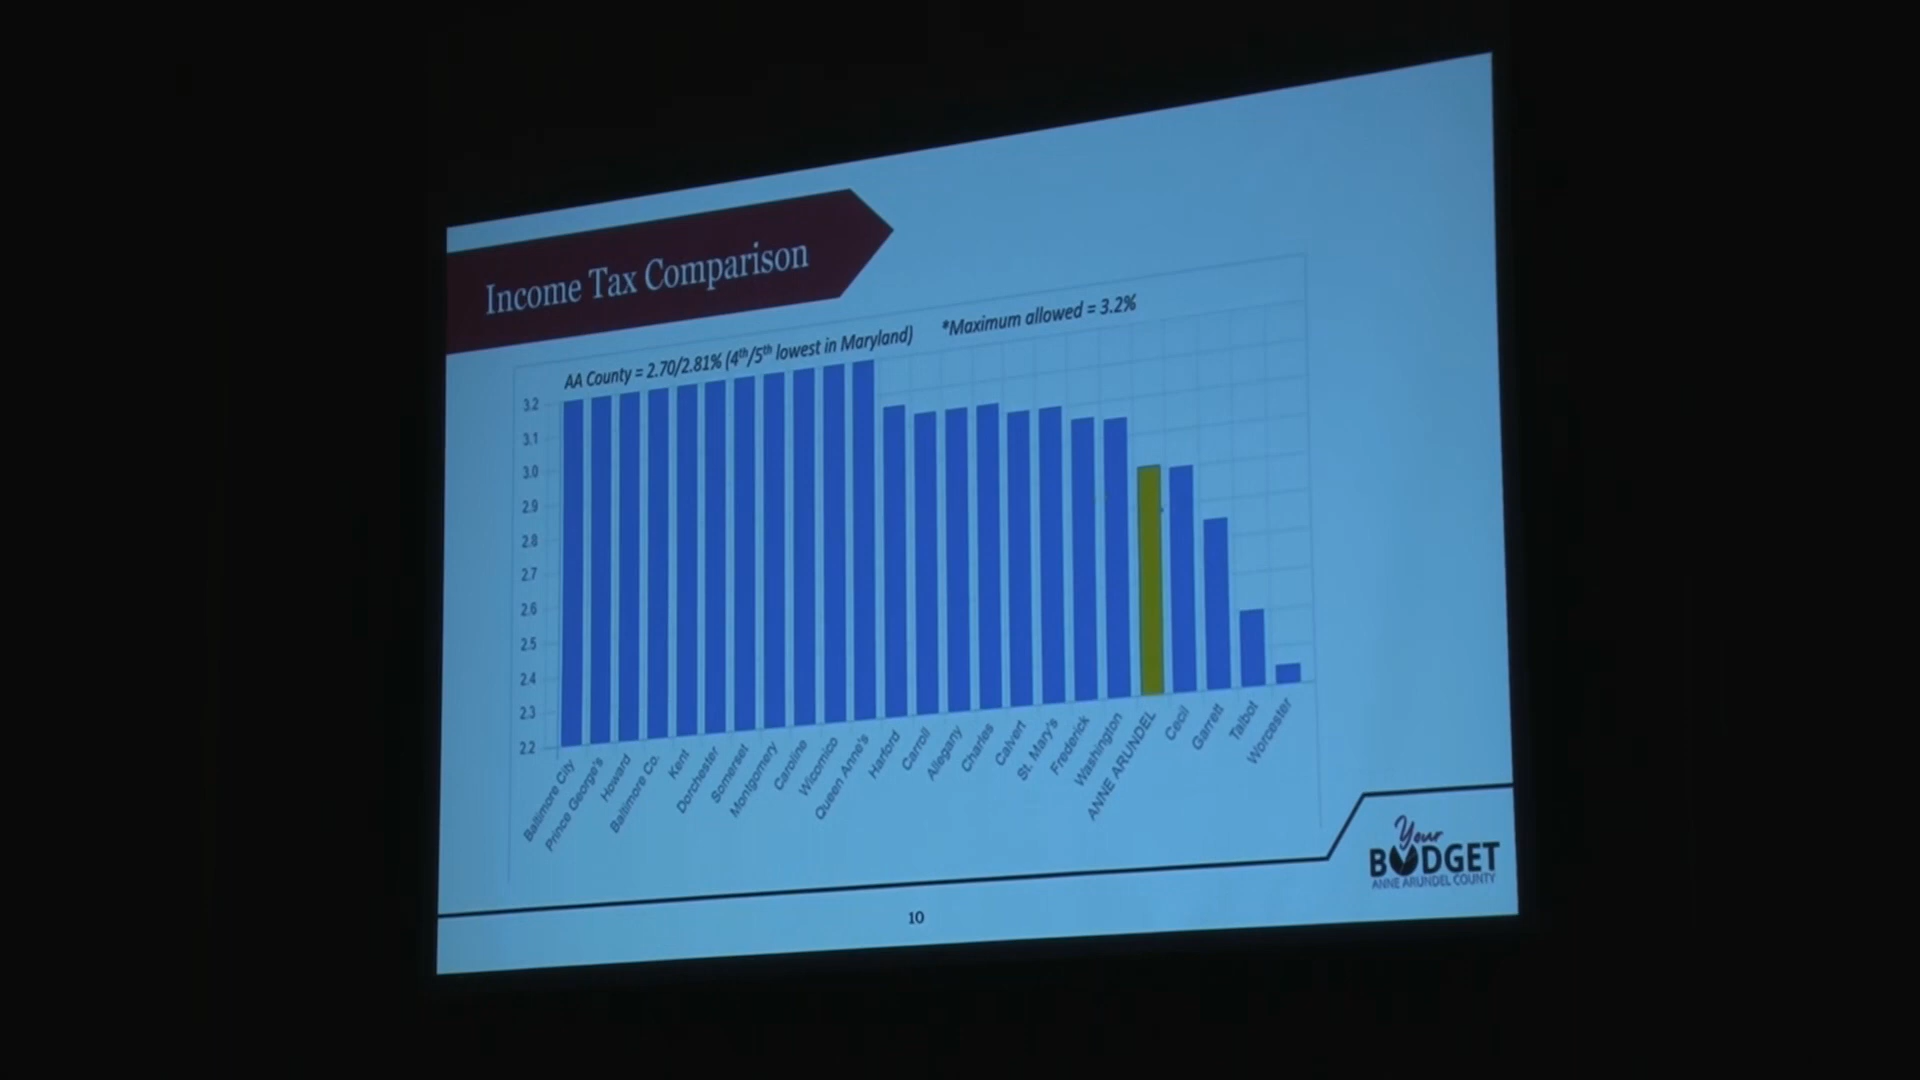 Income Tax Comparison
AA County = 2.70/2.81% (4th/5th lowest in Maryland) *Maximum allowed = 3.2%
3.2
3.1
3.0
2.9
2.8
2.7
2.6
2.5
2.4
2.3
2.2
Baltimore City
Prince George's
Howard
Baltimore Co.
Kent
Dorchester
Somerset
Montgomery
Caroline
Wicomico
Queen Anne's
Harford
Carroll
Allegany
Charles
Calvert
St. Mary's
Frederick
Washington
ANNE ARUNDEL
Cecil
Garrett
Talbot
Worcester
Your
BUDGET
ANNE ARUNDEL COUNTY
10